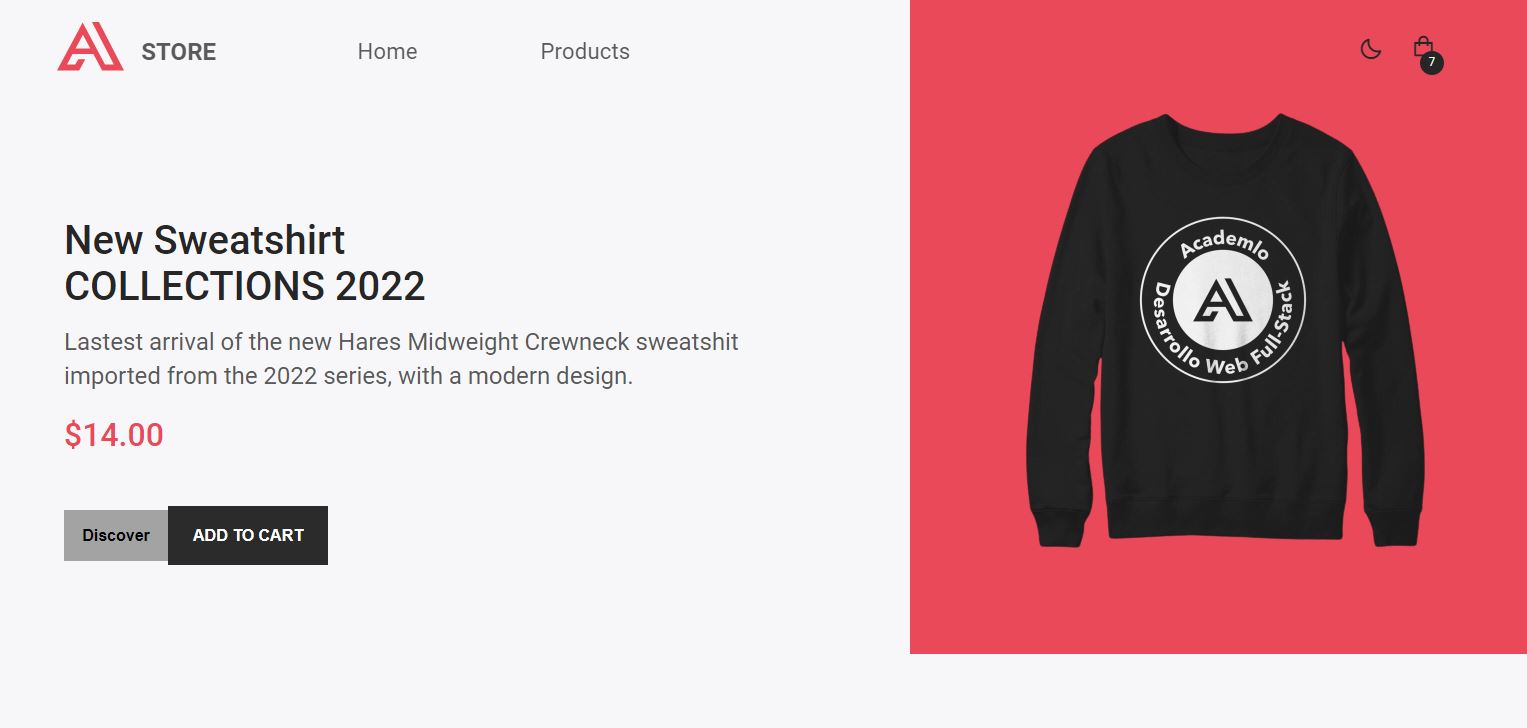 STORE
Home
Products
7
New Sweatshirt
COLLECTIONS 2022
Lastest arrival of the new Hares Midweight Crewneck sweatshit
imported from the 2022 series, with a modern design.
$14.00
Discover
ADD TO CART
Academlo
Desarrollo Web Full-Stack